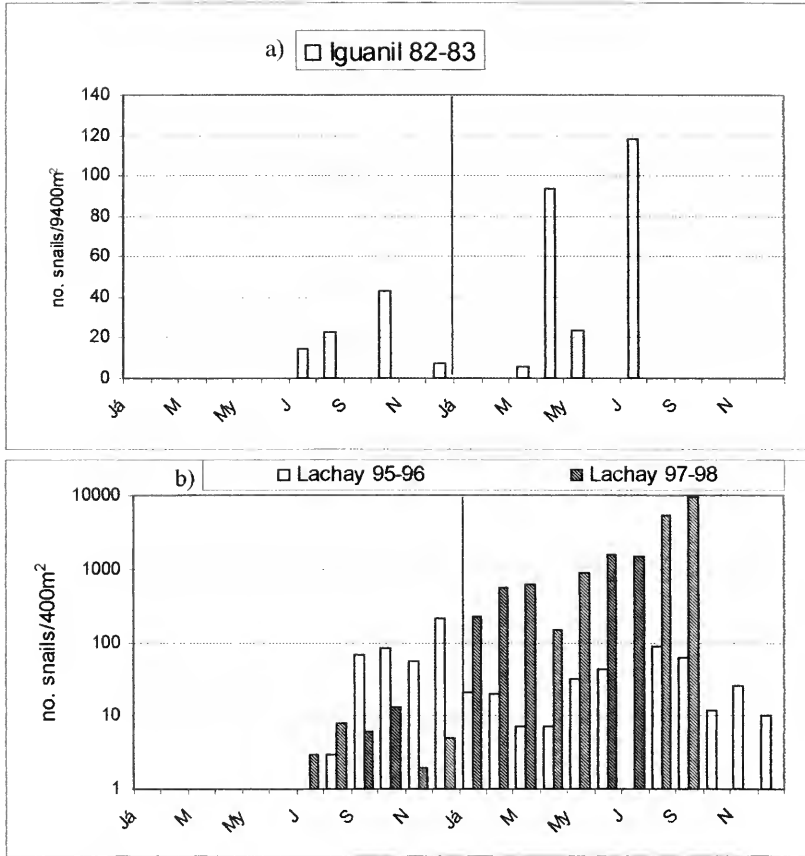 a) Iguanil 82-83
140
120
100
80
60
40
20
0
no. snails/9400m²
Já M My J S N Já M My J S N
b) Lachay 95-96 Lachay 97-98
10000
1000
100
10
1
no. snails/400m²
Já M My J S N Já M My J S N